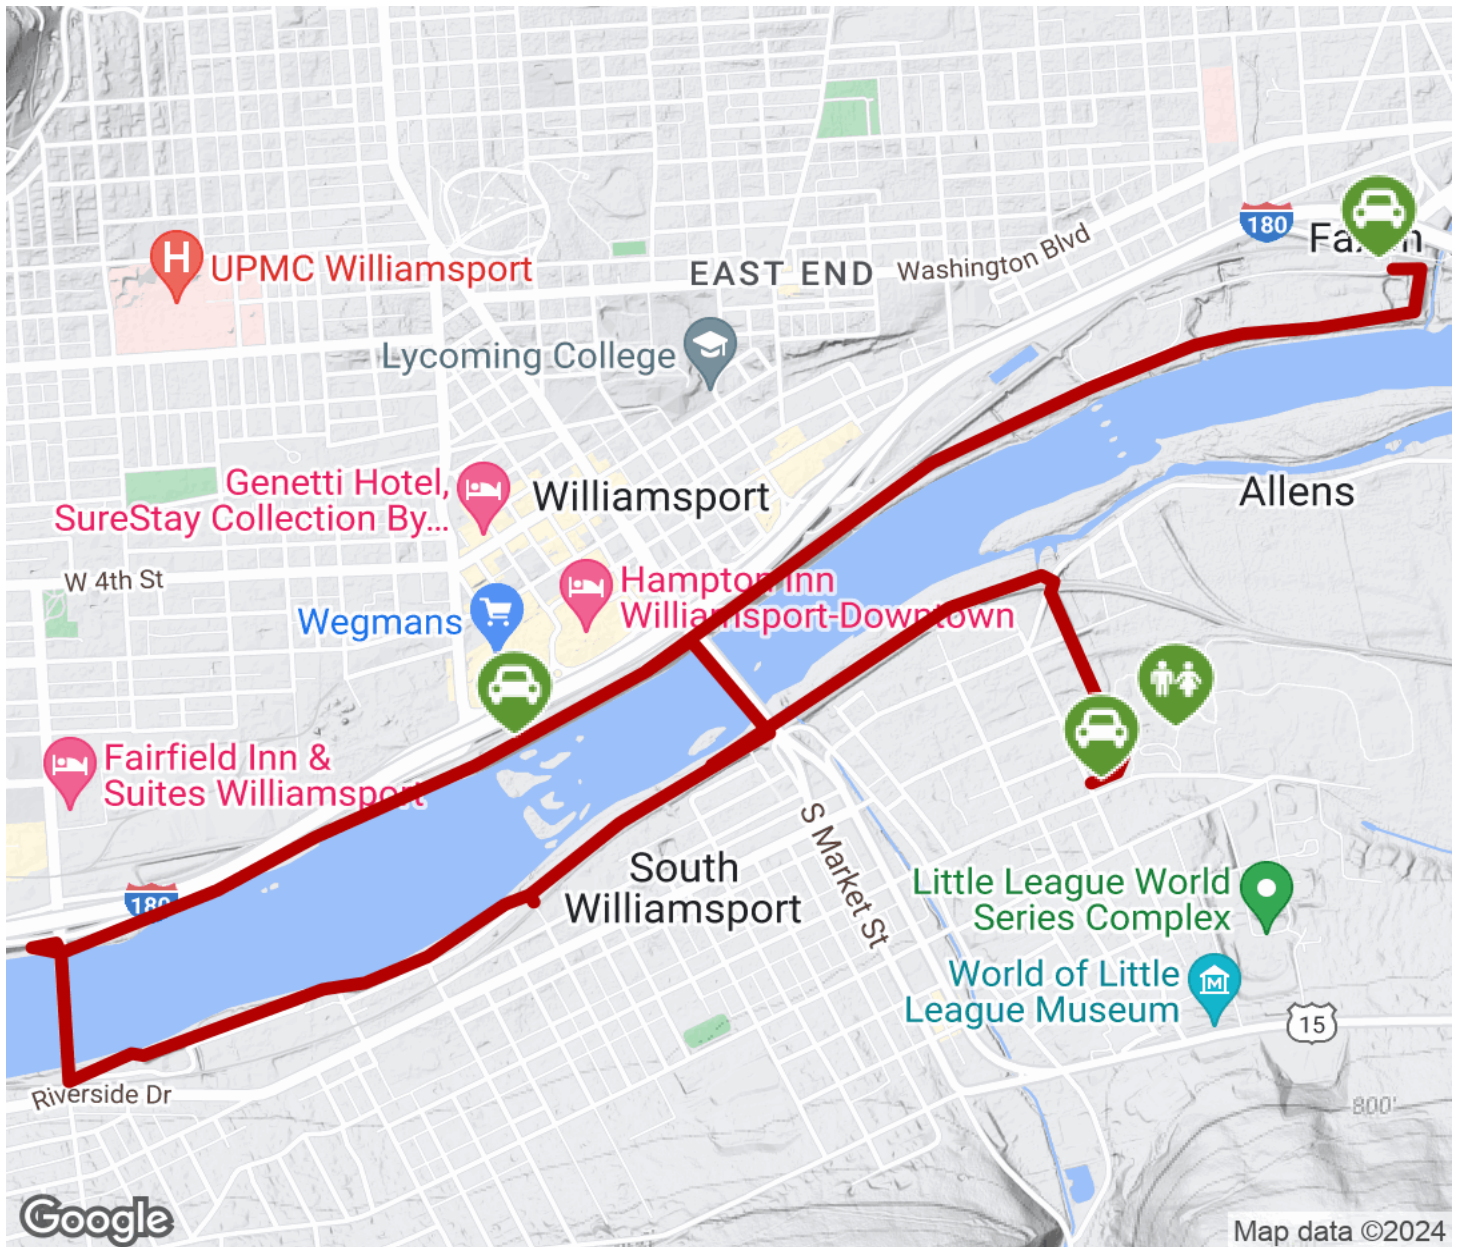 180
Fa
n
H
UPMC Williamsport
EAST END
Washington Blvd
Lycoming College
Genetti Hotel,
SureStay Collection By...
Williamsport
Allens
W 4th St
Hampton Inn
Williamsport-Downtown
Wegmans
Fairfield Inn &
Suites Williamsport
180
S Market St
South
Williamsport
Little League World
Series Complex
World of Little
League Museum
M
15
Riverside Dr
800'
Google
Map data ©2024